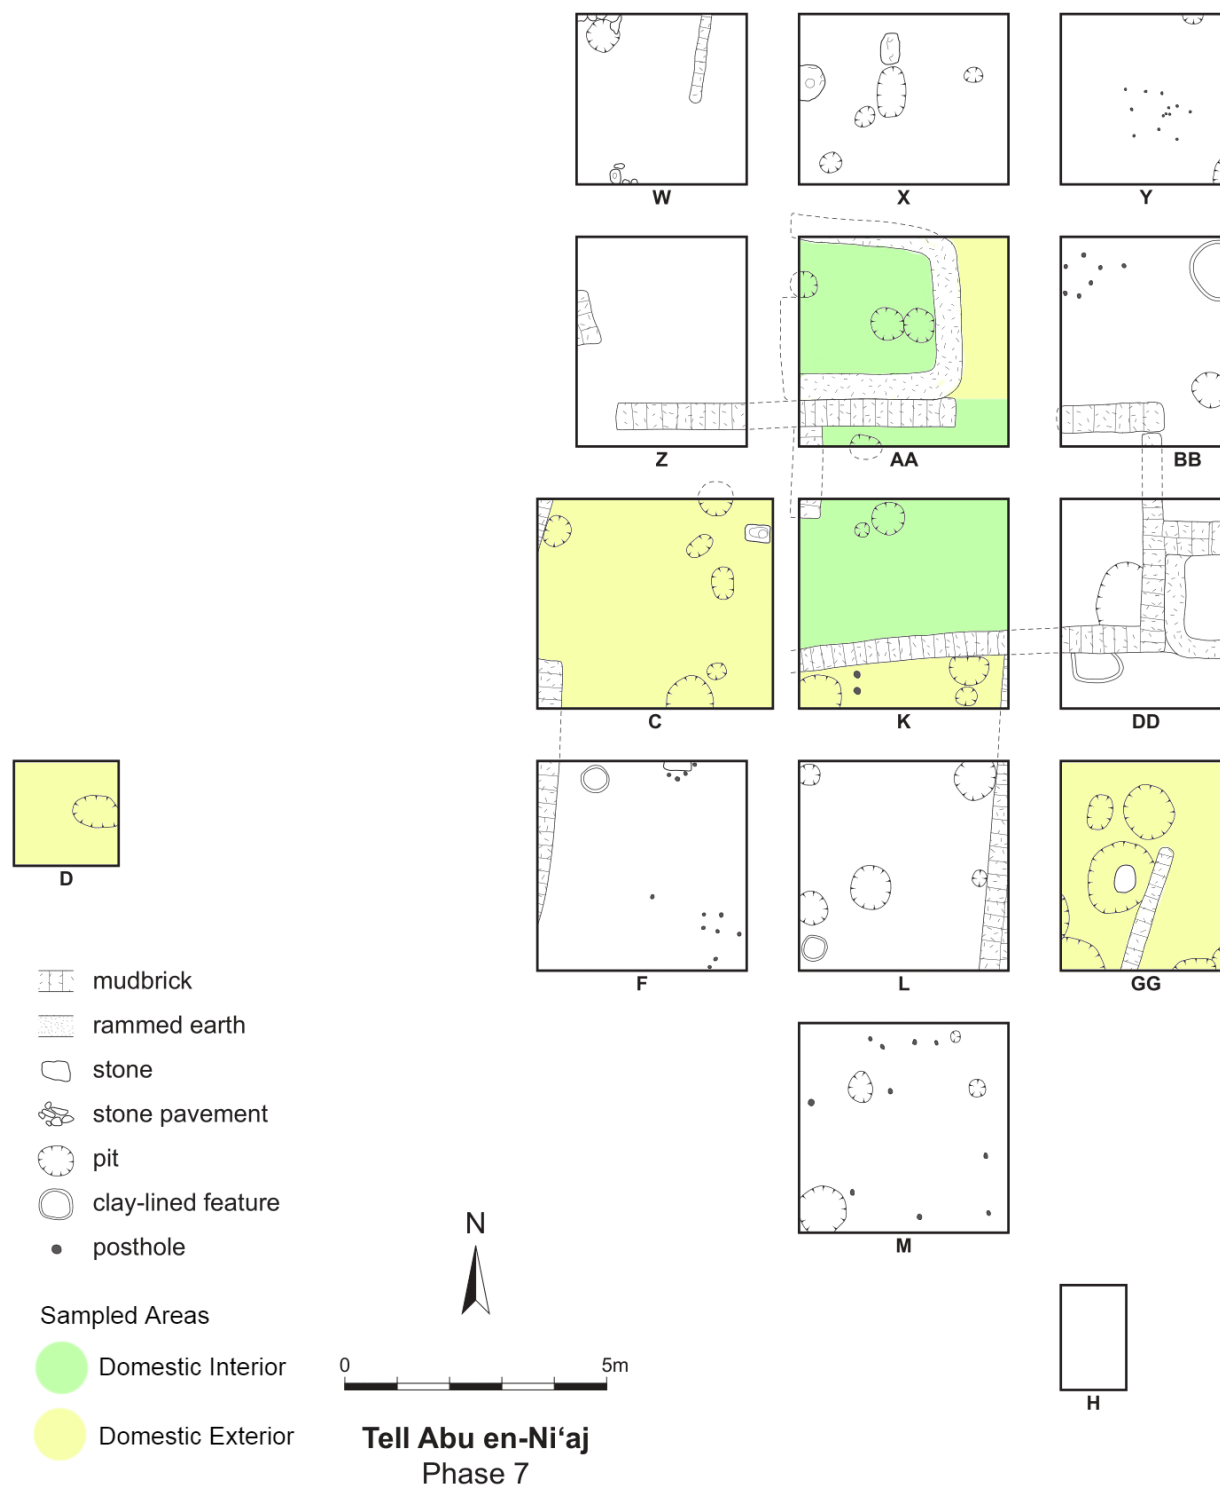 W
X
Y
Z
AA
BB
C
K
DD
D
F
L
GG
mudbrick
rammed earth
stone
stone pavement
pit
clay-lined feature
posthole
M
N
Sampled Areas
Domestic Interior
Domestic Exterior
0
5m
H
Tell Abu en-Ni‘aj
Phase 7